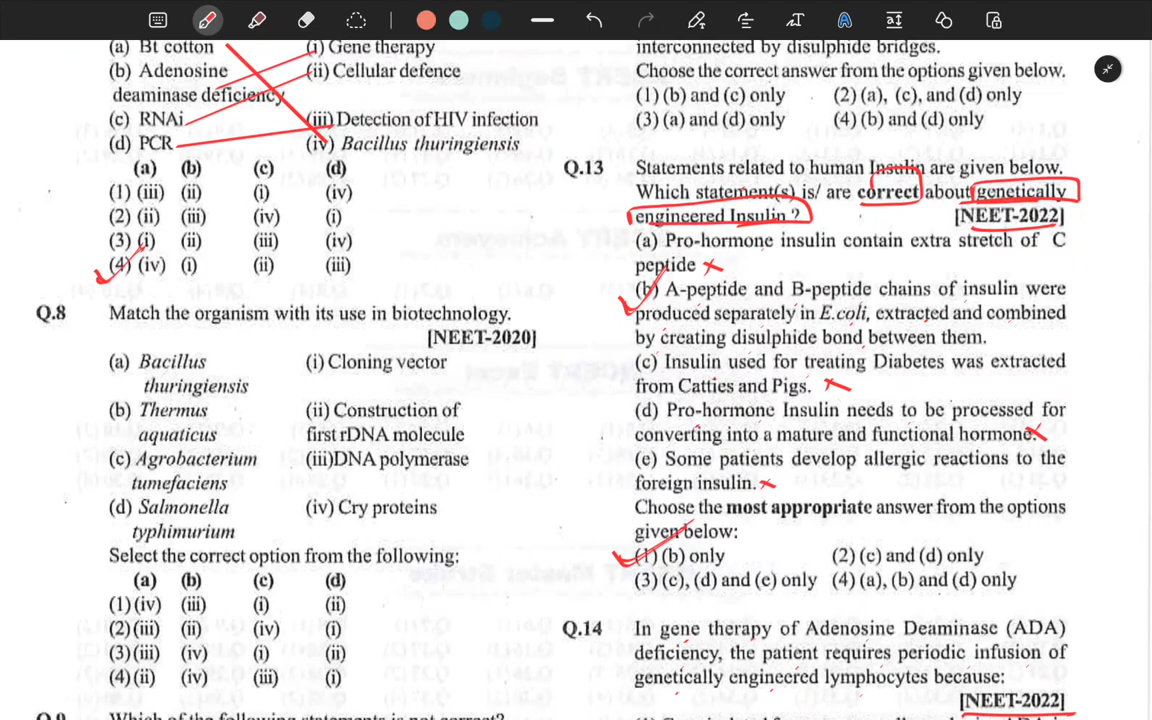 (a) Bt cotton (i) Gene therapy
(b) Adenosine (ii) Cellular defence
deaminase deficiency
(c) RNAi (iii) Detection of HIV infection
(d) PCR (iv) Bacillus thuringiensis
(a) (b) (c) (d)
(1) (iii) (ii) (i) (iv)
(2) (ii) (iii) (iv) (i)
(3) (i) (ii) (iii) (iv)
(4) (iv) (i) (ii) (iii)
Q.8 Match the organism with its use in biotechnology.
[NEET-2020]
(a) Bacillus (i) Cloning vector
thuringiensis
(b) Thermus (ii) Construction of
aquaticus first rDNA molecule
(c) Agrobacterium (iii)DNA polymerase
tumefaciens
(d) Salmonella (iv) Cry proteins
typhimurium
Select the correct option from the following:
(a) (b) (c) (d)
(1) (iv) (iii) (i) (ii)
(2) (iii) (ii) (iv) (i)
(3) (iii) (iv) (i) (ii)
(4) (ii) (iv) (iii) (i)
Q.9 Which of the following statements is not correct?
interconnected by disulphide bridges.
Choose the correct answer from the options given below.
(1) (b) and (c) only (2) (a), (c), and (d) only
(3) (a) and (d) only (4) (b) and (d) only
Q.13 Statements related to human Insulin are given below.
Which statement(s) is/ are correct about genetically
engineered Insulin ? [NEET-2022]
(a) Pro-hormone insulin contain extra stretch of C
peptide
(b) A-peptide and B-peptide chains of insulin were
produced separately in E.coli, extracted and combined
by creating disulphide bond between them.
(c) Insulin used for treating Diabetes was extracted
from Catties and Pigs.
(d) Pro-hormone Insulin needs to be processed for
converting into a mature and functional hormone.
(e) Some patients develop allergic reactions to the
foreign insulin.
Choose the most appropriate answer from the options
given below:
(1) (b) only (2) (c) and (d) only
(3) (c), (d) and (e) only (4) (a), (b) and (d) only
Q.14 In gene therapy of Adenosine Deaminase (ADA)
deficiency, the patient requires periodic infusion of
genetically engineered lymphocytes because:
[NEET-2022]